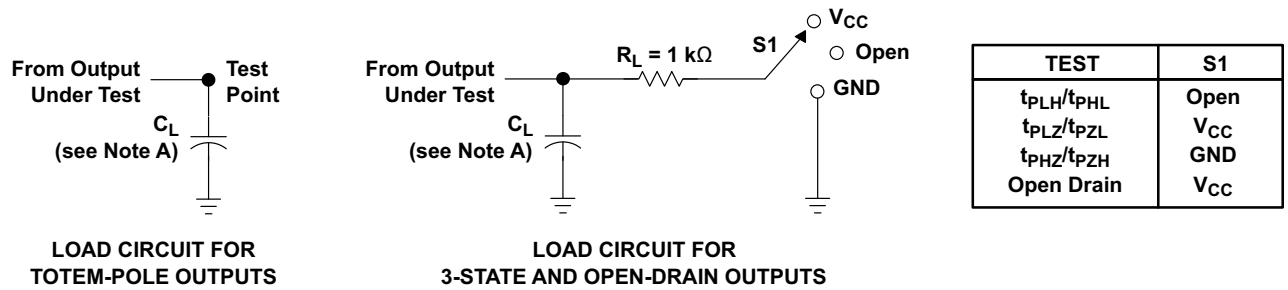 From Output
Under Test
Test
Point
C_L
(see Note A)
LOAD CIRCUIT FOR
TOTEM-POLE OUTPUTS
From Output
Under Test
R_L = 1 kΩ
S1
V_CC
Open
GND
C_L
(see Note A)
LOAD CIRCUIT FOR
3-STATE AND OPEN-DRAIN OUTPUTS
TEST S1
t_PLH/t_PHL Open
t_PLZ/t_PZL V_CC
t_PHZ/t_PZH GND
Open Drain V_CC